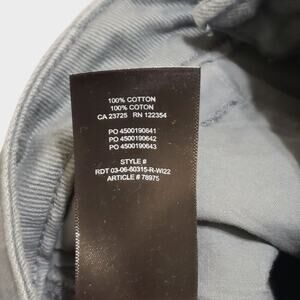 100% COTTON
100% COTON
CA 23725 RN 122354
PO 4500190641
PO 4500190642
PO 4500190643
STYLE #
RDT 03-06-60315-R-WI22
ARTICLE # 78975